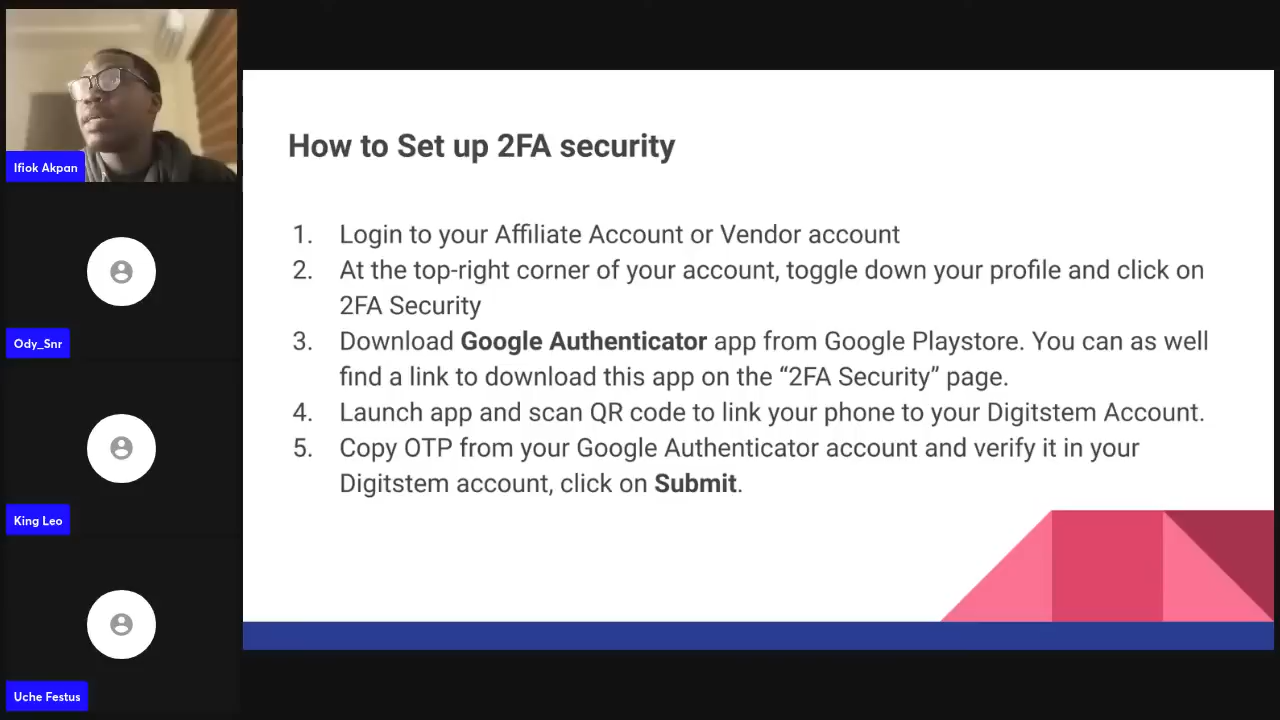 Ifiok Akpan
Ody_Snr
King Leo
Uche Festus
How to Set up 2FA security
1. Login to your Affiliate Account or Vendor account
2. At the top-right corner of your account, toggle down your profile and click on
2FA Security
3. Download Google Authenticator app from Google Playstore. You can as well
find a link to download this app on the “2FA Security” page.
4. Launch app and scan QR code to link your phone to your Digitstem Account.
5. Copy OTP from your Google Authenticator account and verify it in your
Digitstem account, click on Submit.